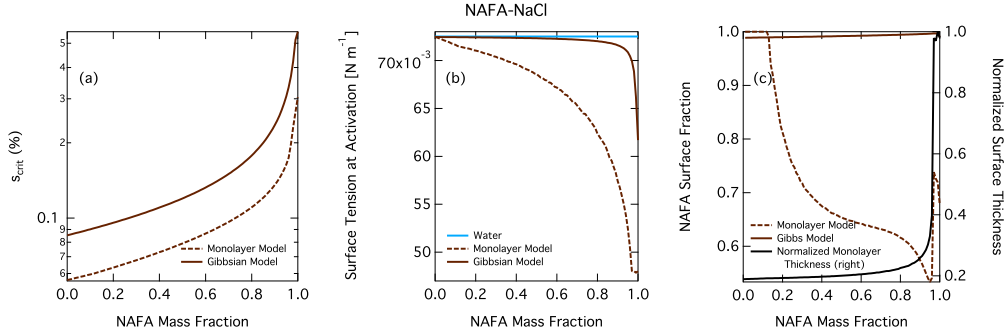 NAFA-NaCl
(a)
s_crit (%)
5
4
3
2
0.1
9
8
7
6
Monolayer Model
Gibbsian Model
0.0 0.2 0.4 0.6 0.8 1.0
NAFA Mass Fraction
(b)
Surface Tension at Activation [N m⁻¹]
70x10⁻³
65
60
55
50
Water
Monolayer Model
Gibbsian Model
0.0 0.2 0.4 0.6 0.8 1.0
NAFA Mass Fraction
(c)
NAFA Surface Fraction
1.0
0.9
0.8
0.7
0.6
Monolayer Model
Gibbs Model
Normalized Monolayer
Thickness (right)
0.0 0.2 0.4 0.6 0.8 1.0
NAFA Mass Fraction
1.0
0.8
0.6
0.4
0.2
Normalized Surface Thickness